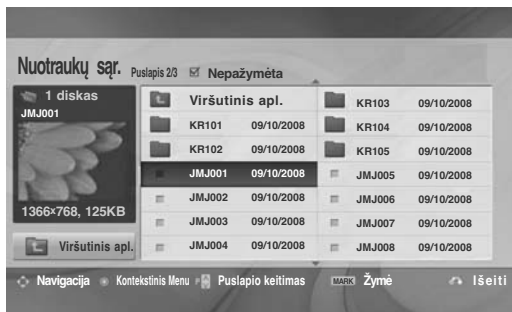 Nuotraukų sąr. Puslapis 2/3 Nepažymėta
1 diskas
JMJ001
1366x768, 125KB
Viršutinis apl.
Viršutinis apl.
KR101 09/10/2008
KR102 09/10/2008
JMJ001 09/10/2008
JMJ002 09/10/2008
JMJ003 09/10/2008
JMJ004 09/10/2008
KR103 09/10/2008
KR104 09/10/2008
KR105 09/10/2008
JMJ005 09/10/2008
JMJ006 09/10/2008
JMJ007 09/10/2008
JMJ008 09/10/2008
Navigacija Kontekstinis Menu P Puslapio keitimas MARK Žymė Išeiti